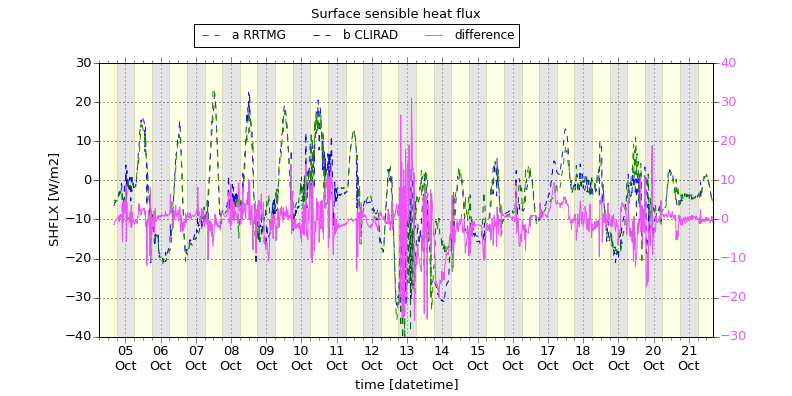 Surface sensible heat flux
a RRTMG b CLIRAD difference
30 40
20 30
10 20
0 10
−10 0
−20 −10
−30 −20
−40 −30
SHFLX [W/m2]
05 06 07 08 09 10 11 12 13 14 15 16 17 18 19 20 21
Oct Oct Oct Oct Oct Oct Oct Oct Oct Oct Oct Oct Oct Oct Oct Oct Oct
time [datetime]